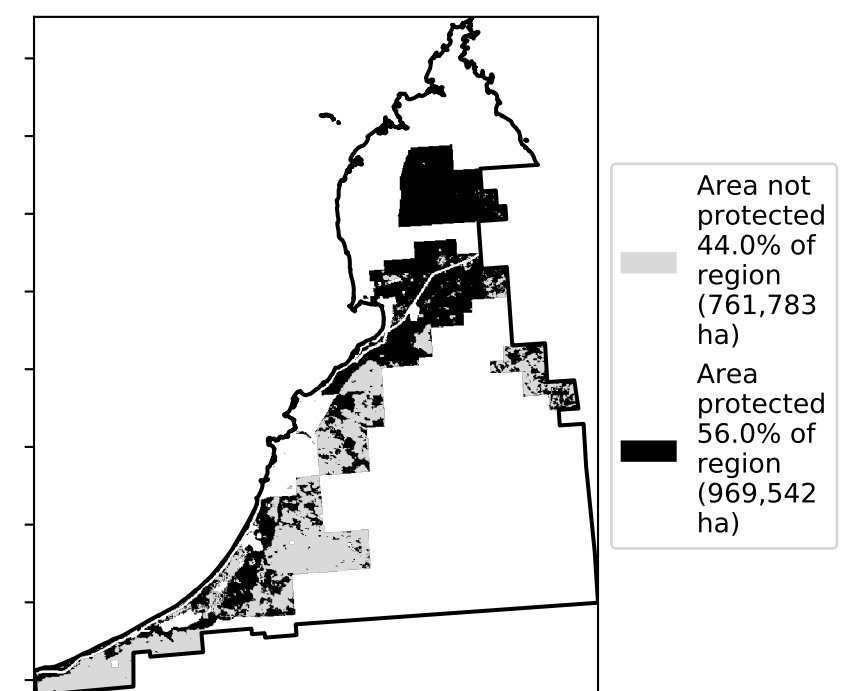 Area not
protected
44.0% of
region
(761,783
ha)
Area
protected
56.0% of
region
(969,542
ha)